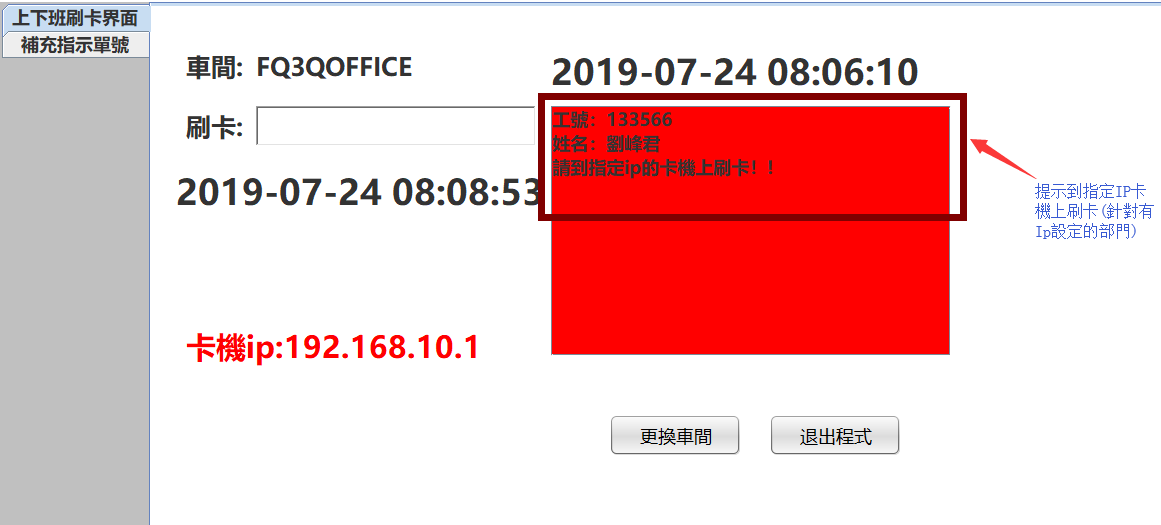 上下班刷卡界面
補充指示單號
車間: FQ3QOFFICE
2019-07-24 08:06:10
刷卡:
工號：133566
姓名：劉峰君
請到指定ip的卡機上刷卡！！
2019-07-24 08:08:53
提示到指定IP卡
機上刷卡(針對有
Ip設定的部門)
卡機ip:192.168.10.1
更換車間
退出程式